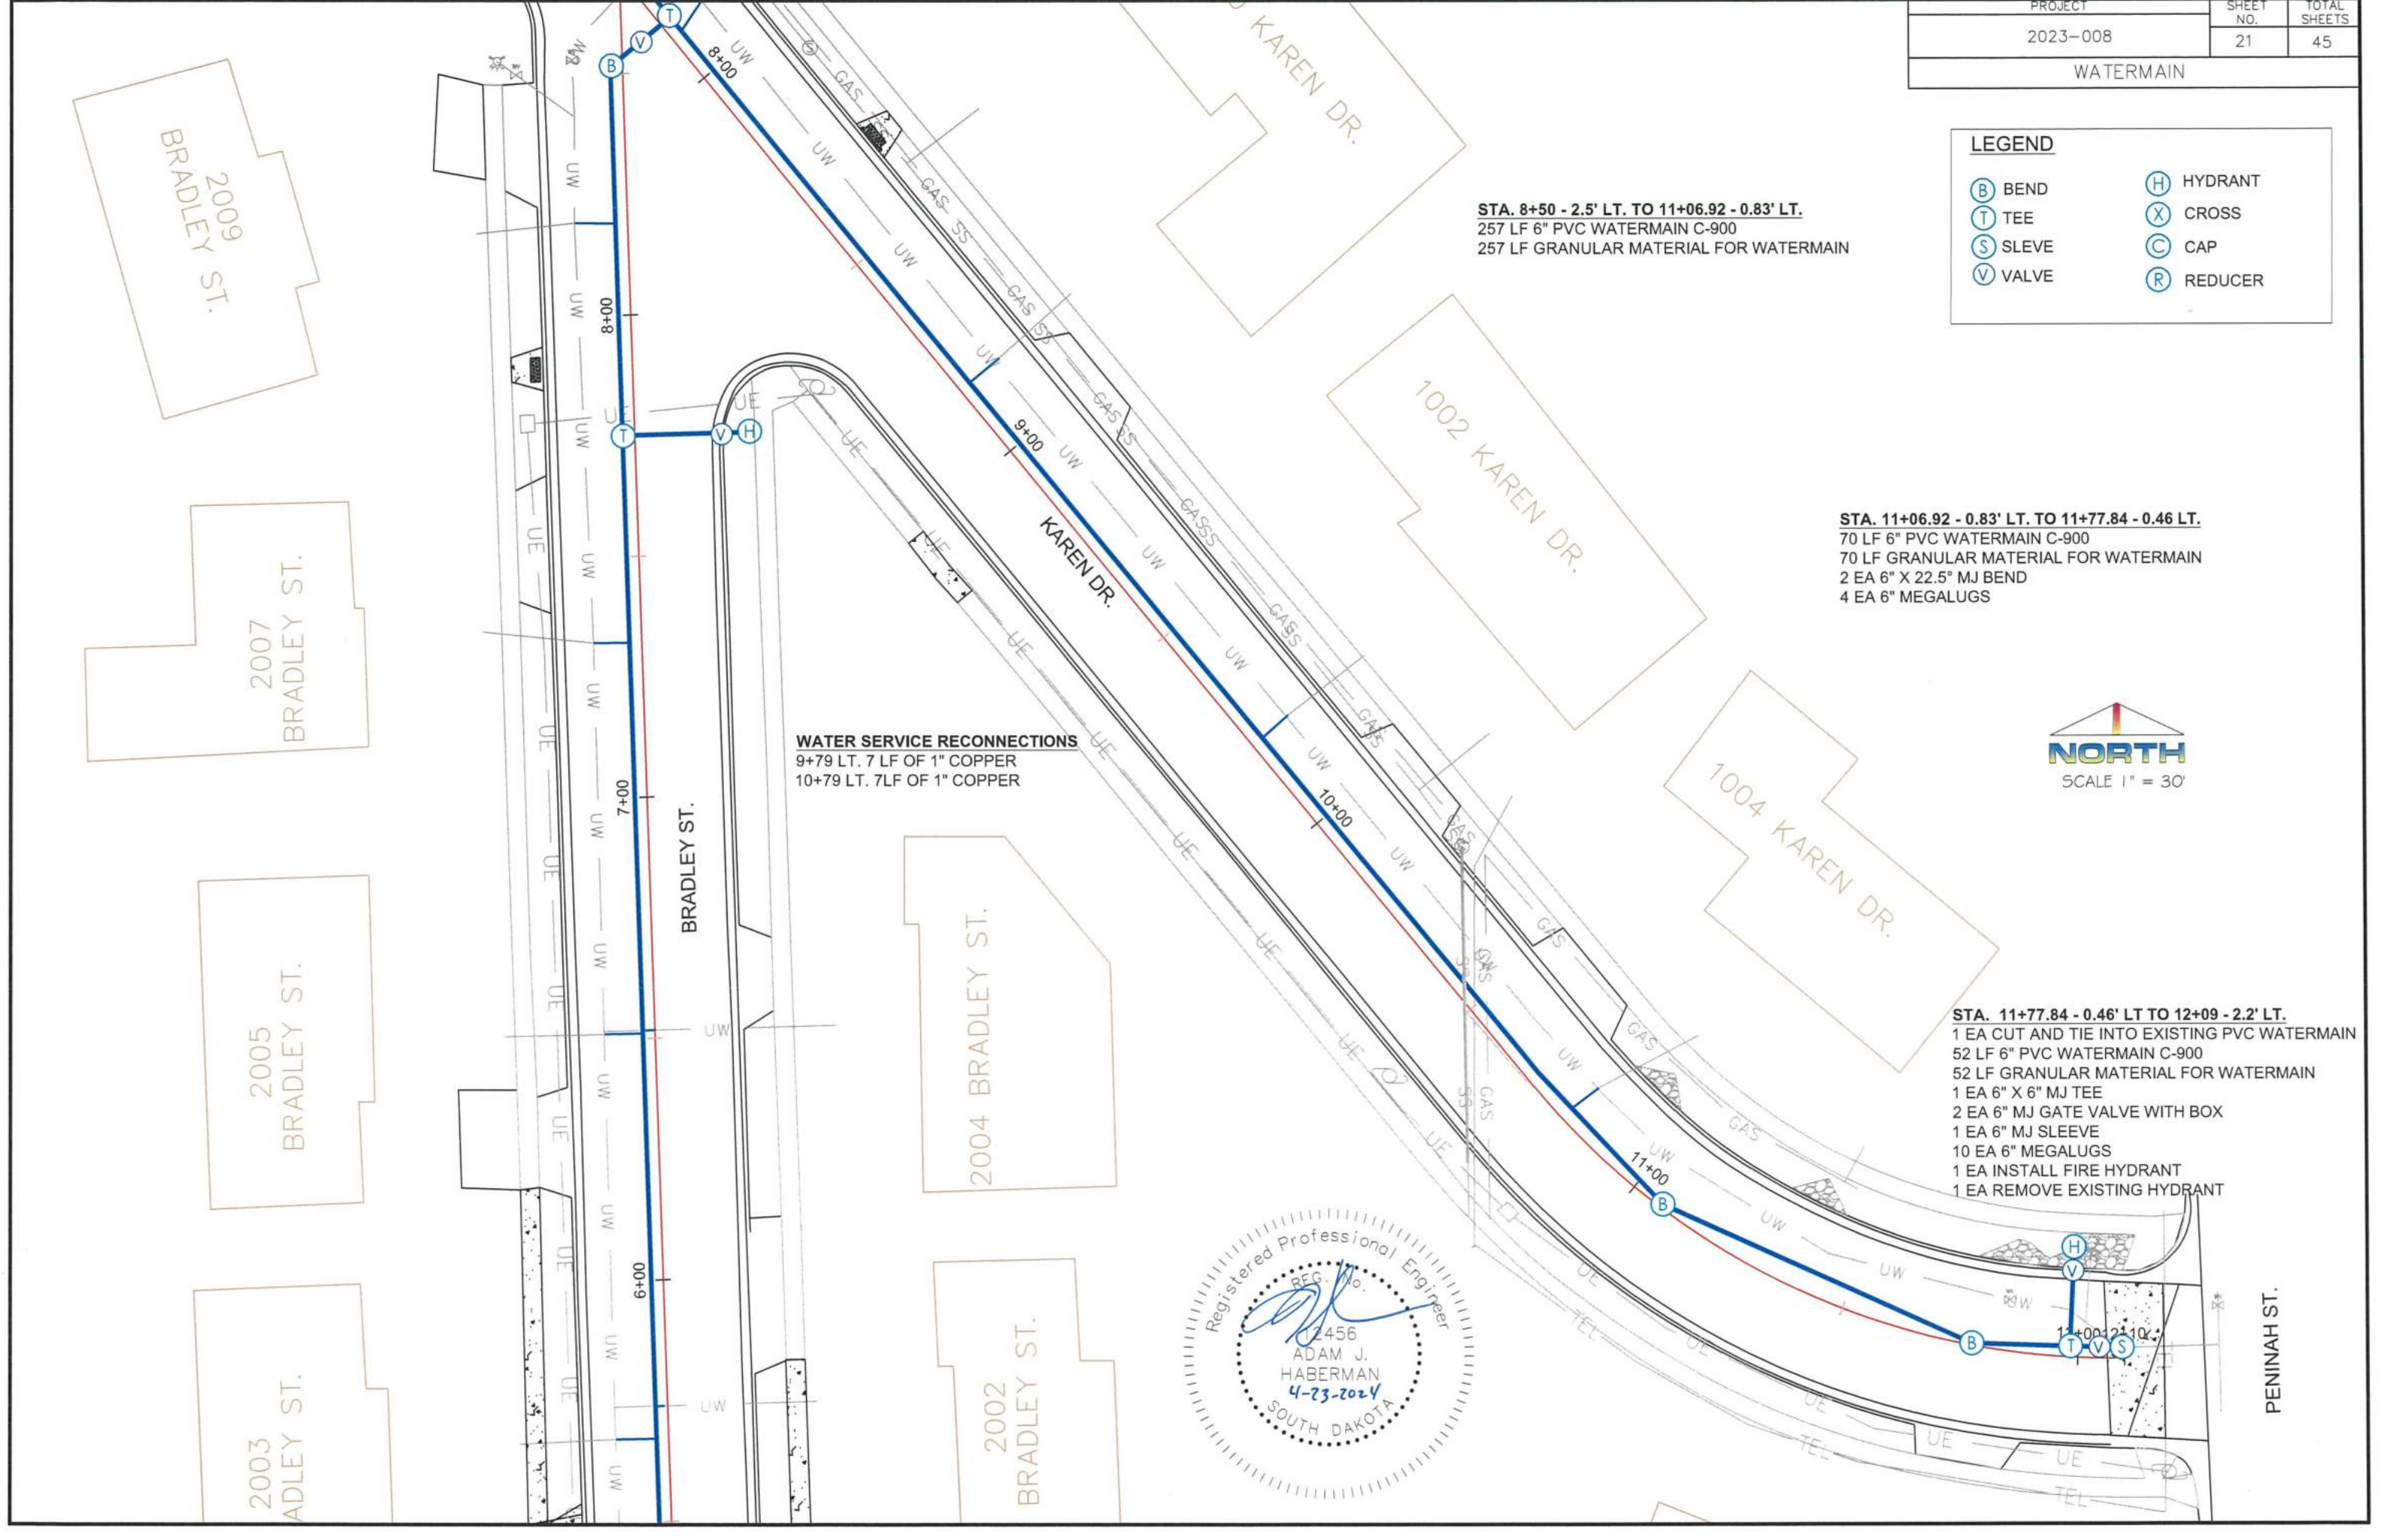 PROJECT
SHEET NO.
TOTAL SHEETS
2023-008
21
45
WATERMAIN
LEGEND
B BEND
T TEE
S SLEVE
V VALVE
H HYDRANT
X CROSS
C CAP
R REDUCER
STA. 8+50 - 2.5' LT. TO 11+06.92 - 0.83' LT.
257 LF 6" PVC WATERMAIN C-900
257 LF GRANULAR MATERIAL FOR WATERMAIN
STA. 11+06.92 - 0.83' LT. TO 11+77.84 - 0.46 LT.
70 LF 6" PVC WATERMAIN C-900
70 LF GRANULAR MATERIAL FOR WATERMAIN
2 EA 6" X 22.5° MJ BEND
4 EA 6" MEGALUGS
NORTH
SCALE 1" = 30'
STA. 11+77.84 - 0.46' LT TO 12+09 - 2.2' LT.
1 EA CUT AND TIE INTO EXISTING PVC WATERMAIN
52 LF 6" PVC WATERMAIN C-900
52 LF GRANULAR MATERIAL FOR WATERMAIN
1 EA 6" X 6" MJ TEE
2 EA 6" MJ GATE VALVE WITH BOX
1 EA 6" MJ SLEEVE
10 EA 6" MEGALUGS
1 EA INSTALL FIRE HYDRANT
1 EA REMOVE EXISTING HYDRANT
WATER SERVICE RECONNECTIONS
9+79 LT. 7 LF OF 1" COPPER
10+79 LT. 7LF OF 1" COPPER
2009
BRADLEY ST.
2007
BRADLEY ST.
2005
BRADLEY ST.
2003
ADLEY ST.
2004 BRADLEY ST.
2002
BRADLEY ST.
KAREN DR.
1002 KAREN DR.
1004 KAREN DR.
BRADLEY ST.
KAREN DR.
PENINAH ST.
8+00
7+00
6+00
8+00
9+00
10+00
11+00
B
V
T
T
V
H
B
B
T
V
S
V
H
UW
UE
GAS
SS
TEL
Registered Professional Engineer
REG. No.
12456
ADAM J.
HABERMAN
4-23-2024
SOUTH DAKOTA